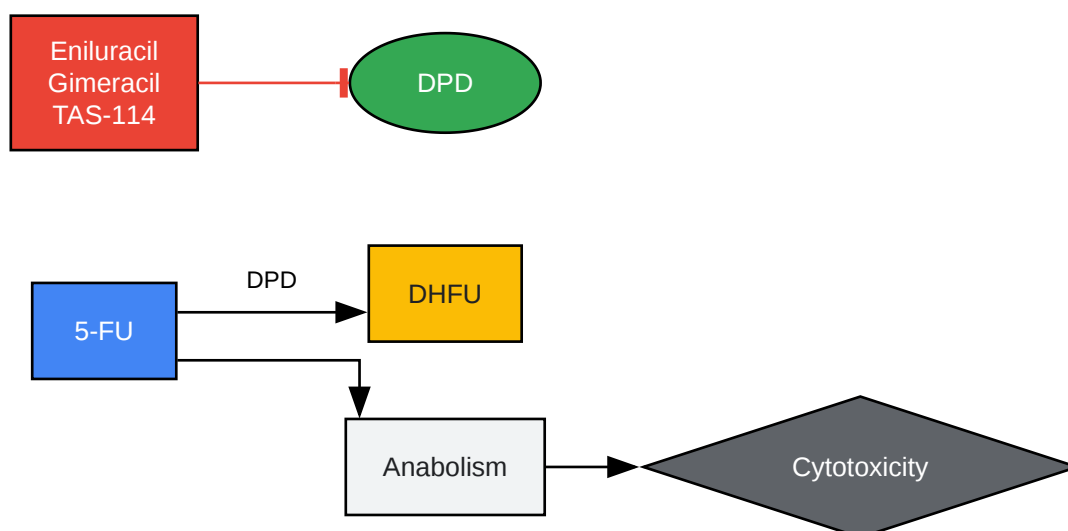 Eniluracil
Gimeracil
TAS-114
DPD
DPD
DHFU
5-FU
Anabolism
Cytotoxicity